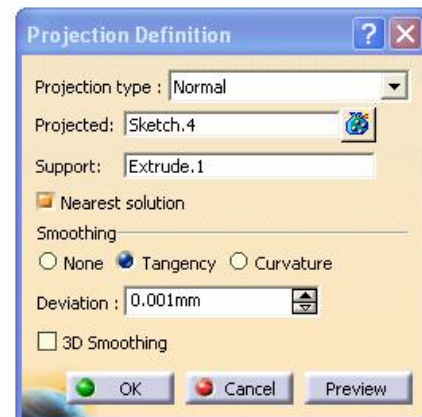 Projection Definition ?
Projection type : Normal
Projected: Sketch.4
Support: Extrude.1
Nearest solution
Smoothing
None Tangency Curvature
Deviation : 0.001mm
3D Smoothing
OK Cancel Preview